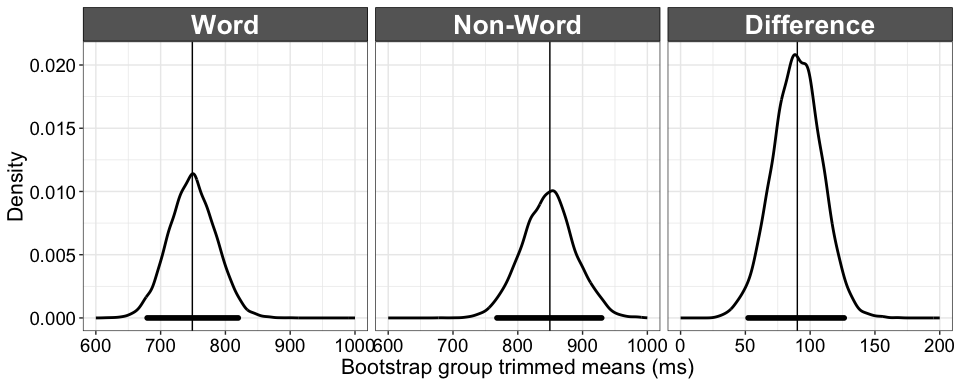 Word Non-Word Difference
Density
0.020
0.015
0.010
0.005
0.000
600 700 800 900 1000 600 700 800 900 1000 0 50 100 150 200
Bootstrap group trimmed means (ms)